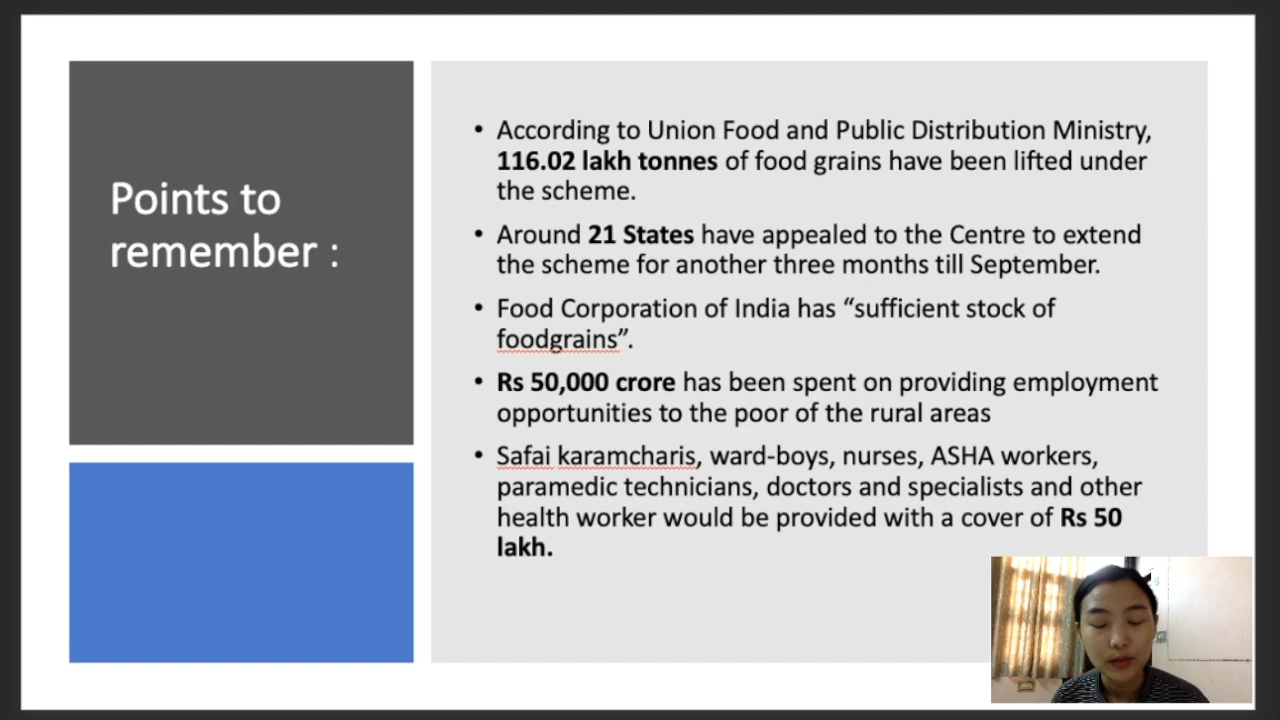 Points to
remember :
• According to Union Food and Public Distribution Ministry,
116.02 lakh tonnes of food grains have been lifted under
the scheme.
• Around 21 States have appealed to the Centre to extend
the scheme for another three months till September.
• Food Corporation of India has “sufficient stock of
foodgrains”.
• Rs 50,000 crore has been spent on providing employment
opportunities to the poor of the rural areas
• Safai karamcharis, ward-boys, nurses, ASHA workers,
paramedic technicians, doctors and specialists and other
health worker would be provided with a cover of Rs 50
lakh.